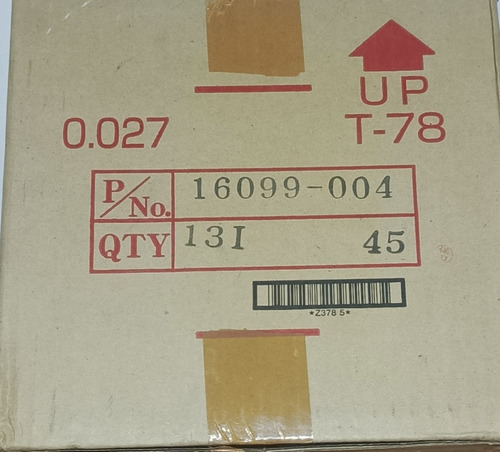 UP
0.027
T-78
P/No. 16099-004
QTY 13I 45
*Z378 5*